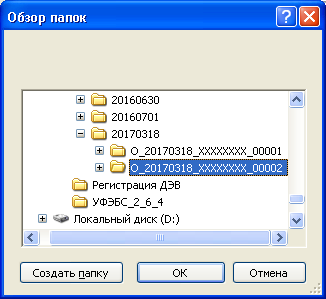 Обзор папок
20160630
20160701
20170318
O_20170318_XXXXXXXX_00001
O_20170318_XXXXXXXX_00002
Регистрация ДЭВ
УФЭБС_2_6_4
Локальный диск (D:)
Создать папку
OK
Отмена